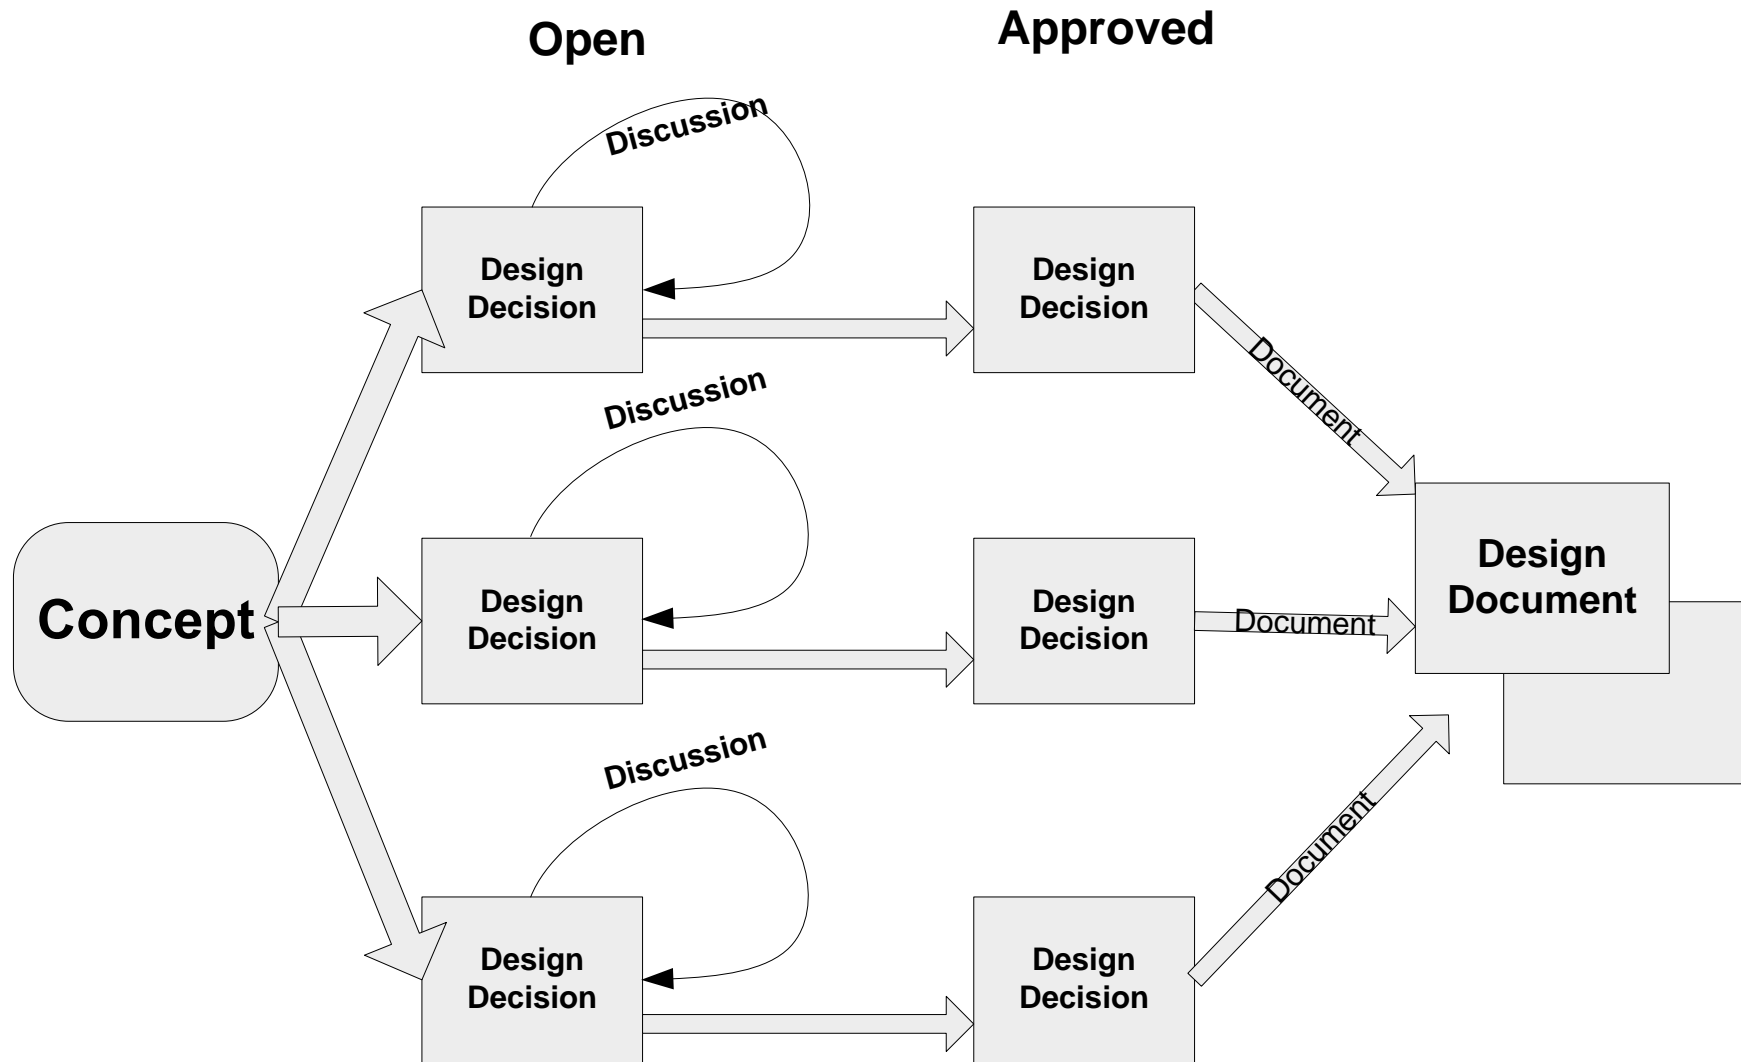 Open
Approved
Discussion
Design
Decision
Design
Decision
Document
Discussion
Concept
Design
Decision
Design
Decision
Document
Design
Document
Discussion
Design
Decision
Design
Decision
Document